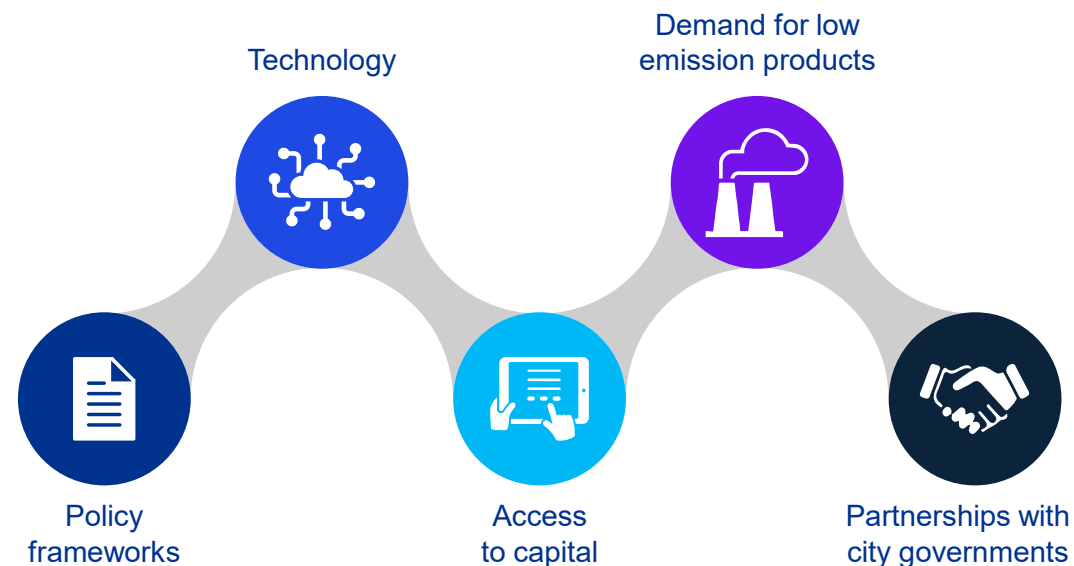 Demand for low
emission products
Technology
Policy
frameworks
Access
to capital
Partnerships with
city governments